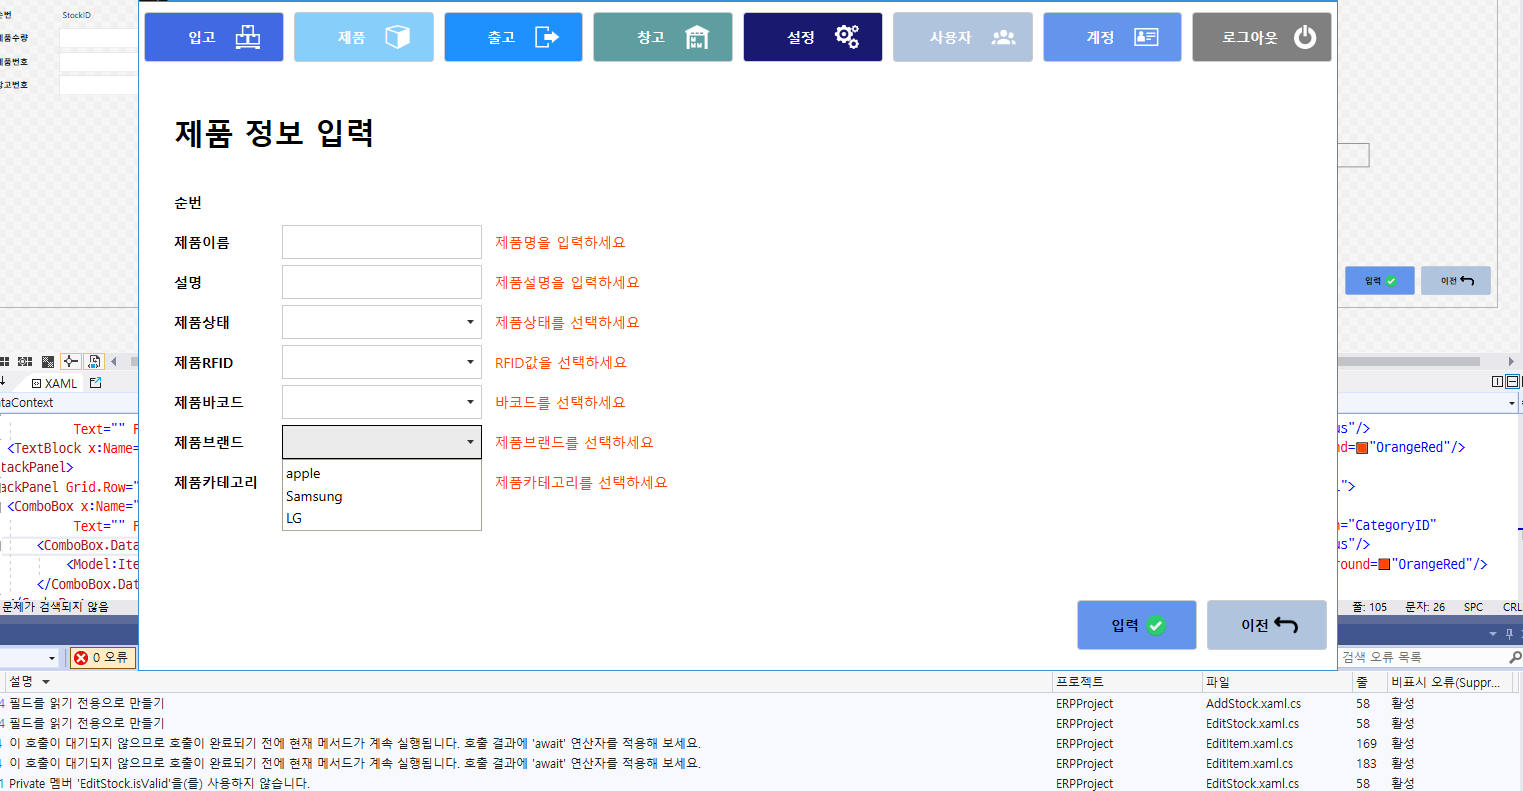 순번 StockID
제품수량
제품번호
창고번호
입고
제품
출고
창고
설정
사용자
계정
로그아웃
제품 정보 입력
순번
제품이름 제품명을 입력하세요
설명 제품설명을 입력하세요
제품상태 제품상태를 선택하세요
제품RFID RFID값을 선택하세요
제품바코드 바코드를 선택하세요
제품브랜드 제품브랜드를 선택하세요
apple
Samsung
LG
제품카테고리 제품카테고리를 선택하세요
입력
이전
입력
이전
XAML
taContext
Text="" F
<TextBlock x:Name=
tackPanel>
ackPanel Grid.Row="
<ComboBox x:Name="
Text="" F
<ComboBox.Data
<Model:Ite
</ComboBox.Dat
us"/>
nd= "OrangeRed"/>
">
="CategoryID"
us"/>
round= "OrangeRed"/>
문제가 검색되지 않음
줄: 105 문자: 26 SPC CRL
0 오류
검색 오류 목록
설명 프로젝트 파일 줄 비표시 오류(Suppr...
4 필드를 읽기 전용으로 만들기 ERPProject AddStock.xaml.cs 58 활성
4 필드를 읽기 전용으로 만들기 ERPProject EditStock.xaml.cs 58 활성
이 호출이 대기되지 않으므로 호출이 완료되기 전에 현재 메서드가 계속 실행됩니다. 호출 결과에 'await' 연산자를 적용해 보세요. ERPProject EditItem.xaml.cs 169 활성
이 호출이 대기되지 않으므로 호출이 완료되기 전에 현재 메서드가 계속 실행됩니다. 호출 결과에 'await' 연산자를 적용해 보세요. ERPProject EditItem.xaml.cs 183 활성
1 Private 멤버 'EditStock.isValid'을(를) 사용하지 않습니다. ERPProject EditStock.xaml.cs 58 활성